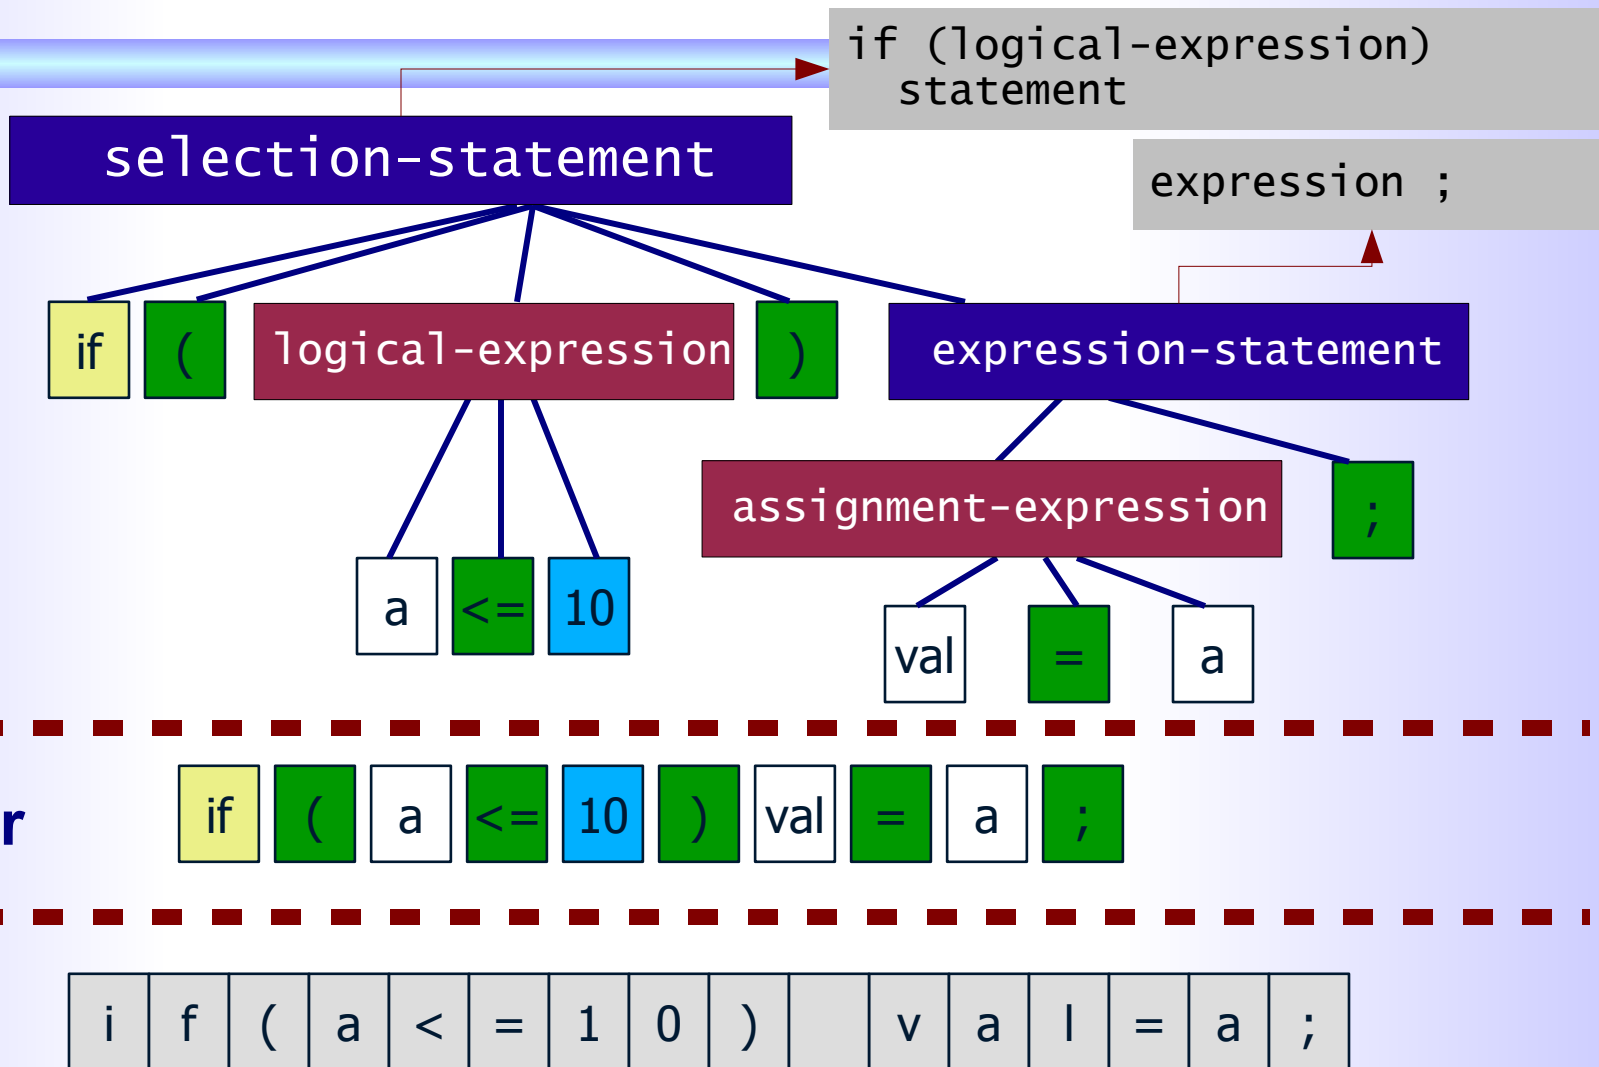 if (logical-expression)
statement
selection-statement
expression ;
if ( logical-expression ) expression-statement
assignment-expression ;
a <= 10
val = a
r if ( a <= 10 ) val = a ;
i f ( a < = 1 0 ) v a l = a ;